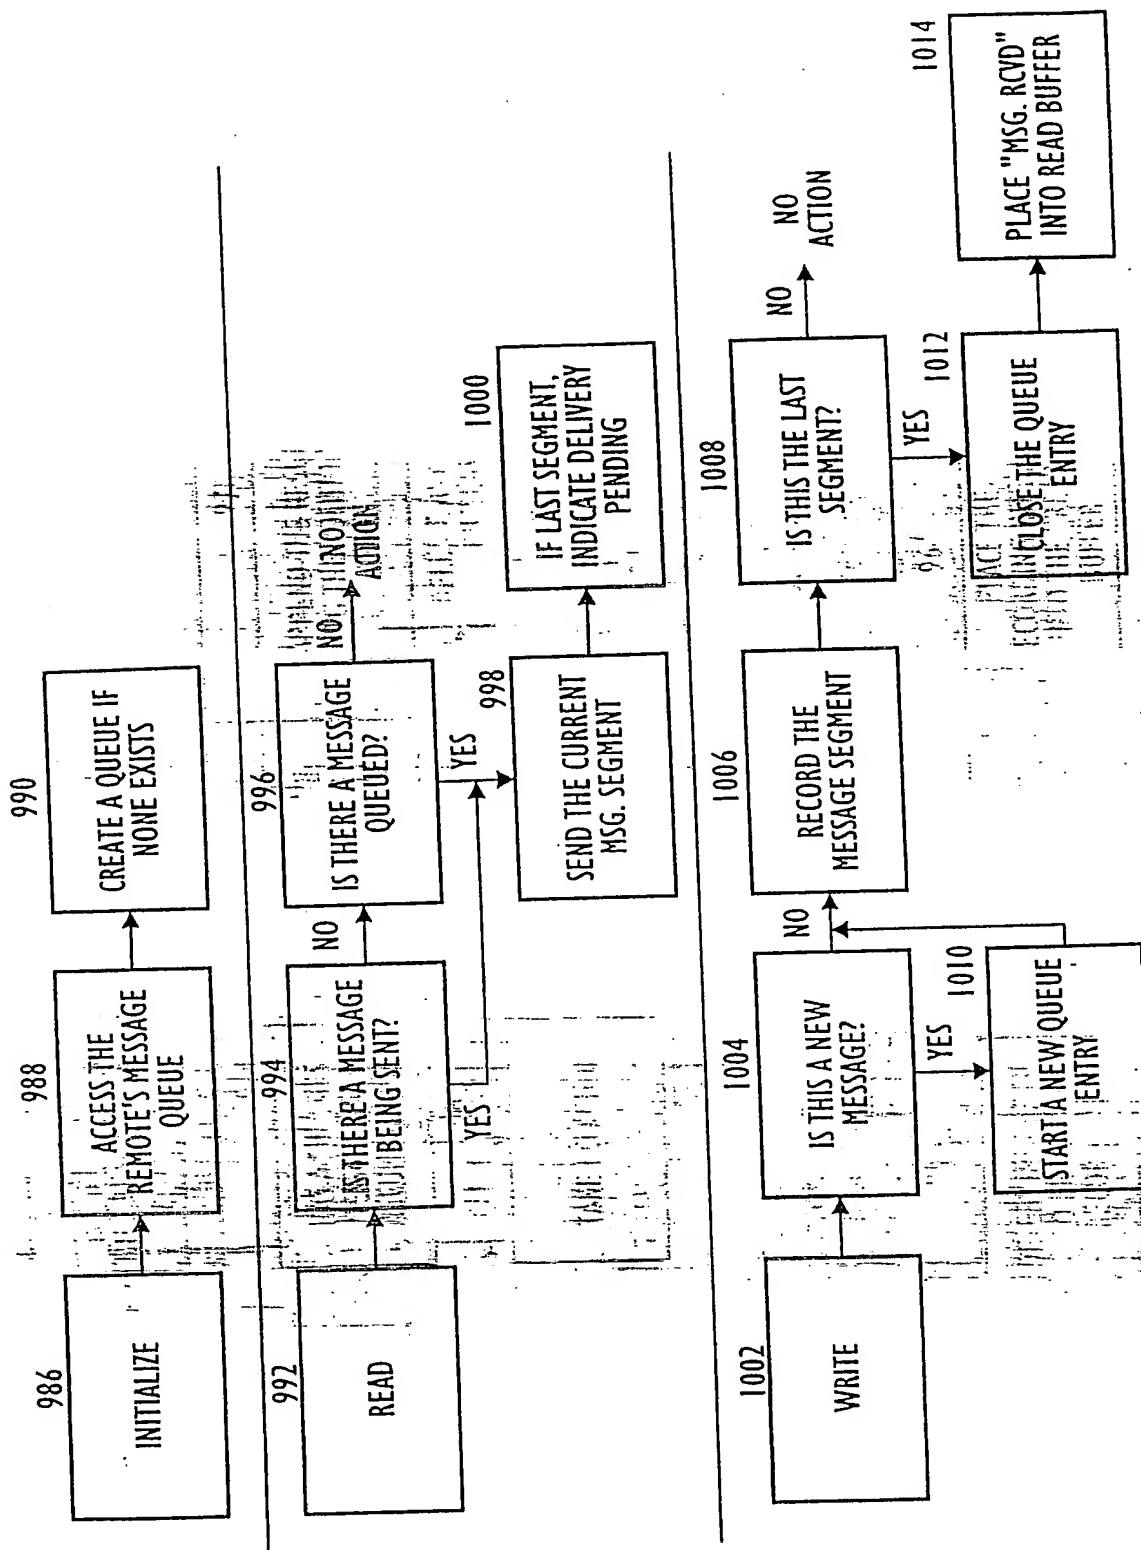 986
INITIALIZE
988
ACCESS THE
REMOTE'S MESSAGE
QUEUE
990
CREATE A QUEUE IF
NONE EXISTS
992
READ
994
IS THERE A MESSAGE
BEING SENT?
NO
YES
996
IS THERE A MESSAGE
QUEUED?
NO
NO
ACTION
YES
998
SEND THE CURRENT
MSG. SEGMENT
1000
IF LAST SEGMENT,
INDICATE DELIVERY
PENDING
1002
WRITE
1004
IS THIS A NEW
MESSAGE?
NO
YES
1010
START A NEW QUEUE
ENTRY
1006
RECORD THE
MESSAGE SEGMENT
1008
IS THIS THE LAST
SEGMENT?
NO
NO
ACTION
YES
1012
CLOSE THE QUEUE
ENTRY
1014
PLACE "MSG. RCVD"
INTO READ BUFFER